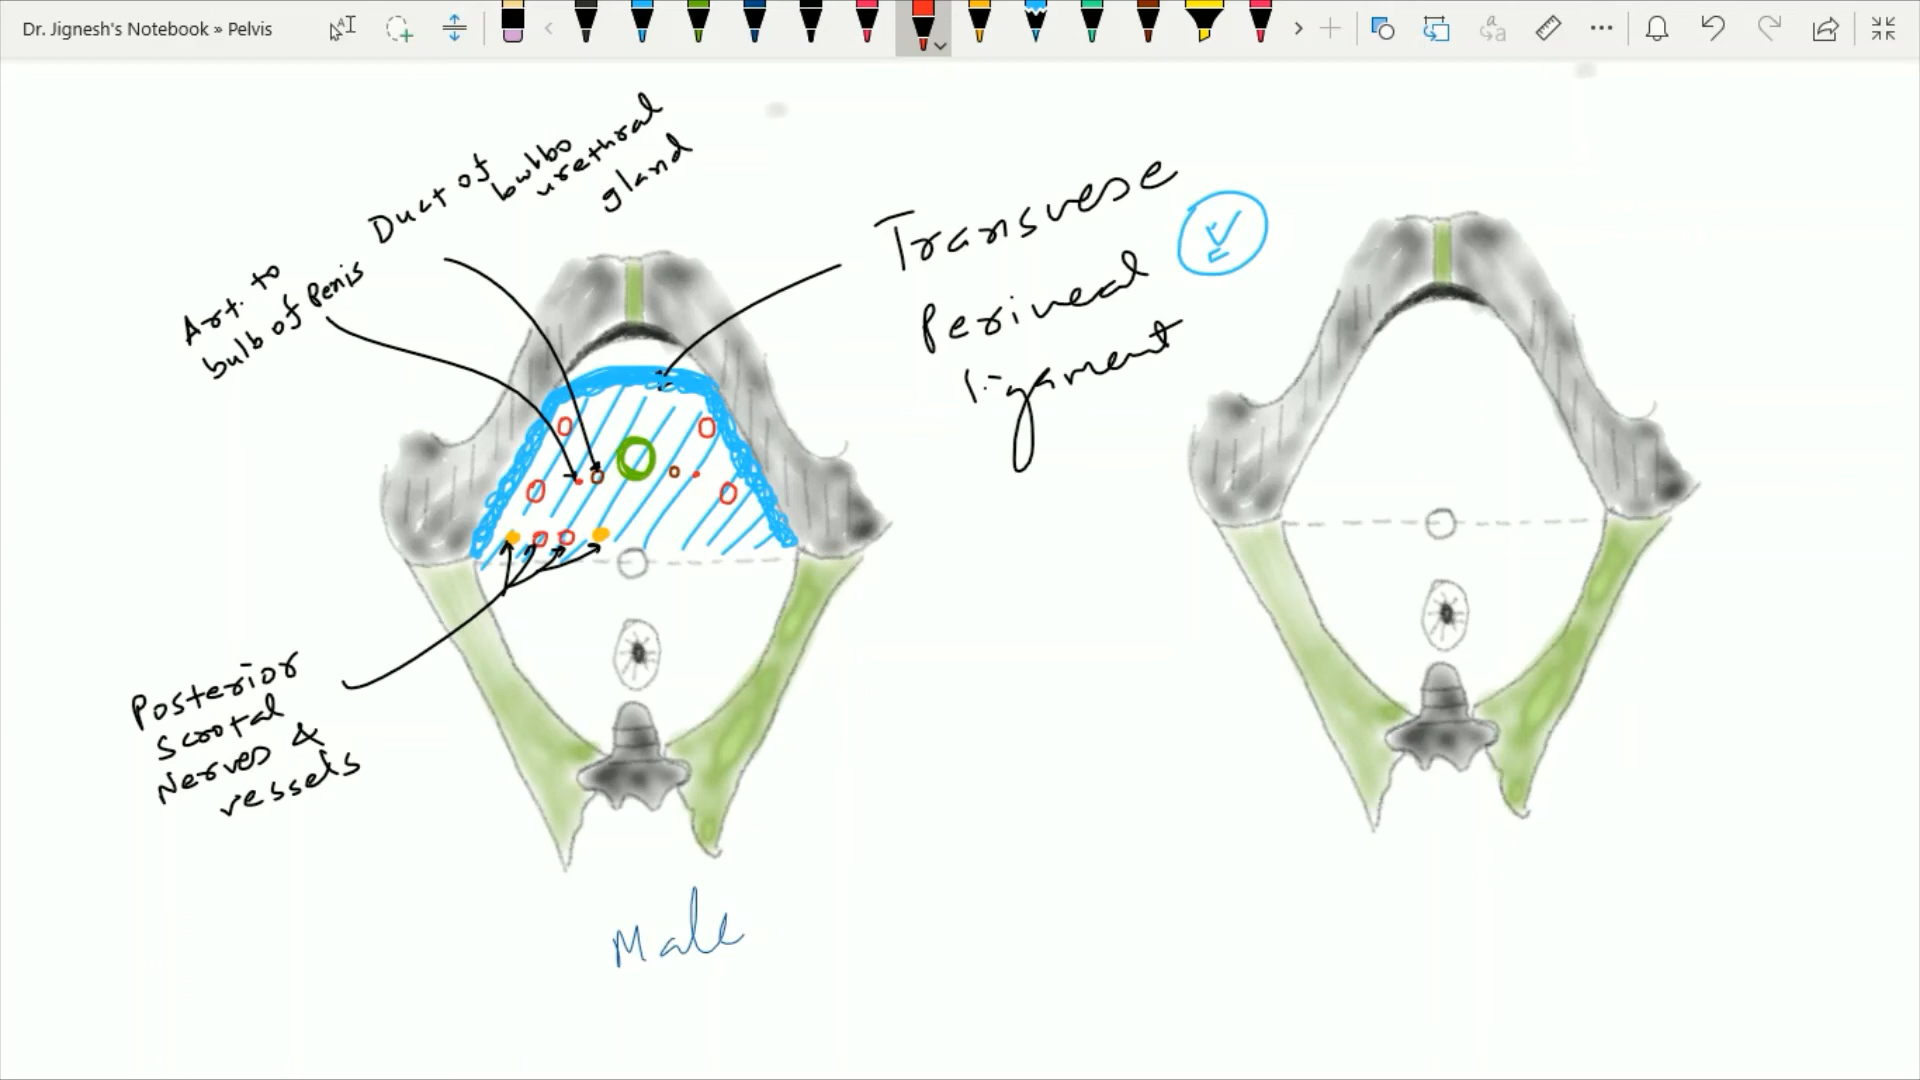 Dr. Jignesh's Notebook » Pelvis
Duct of bulbo
urethral
gland
Art. to
bulb of Penis
Transvese
Perineal
ligament
Posterior
scrotal
Nerves &
vessels
Male